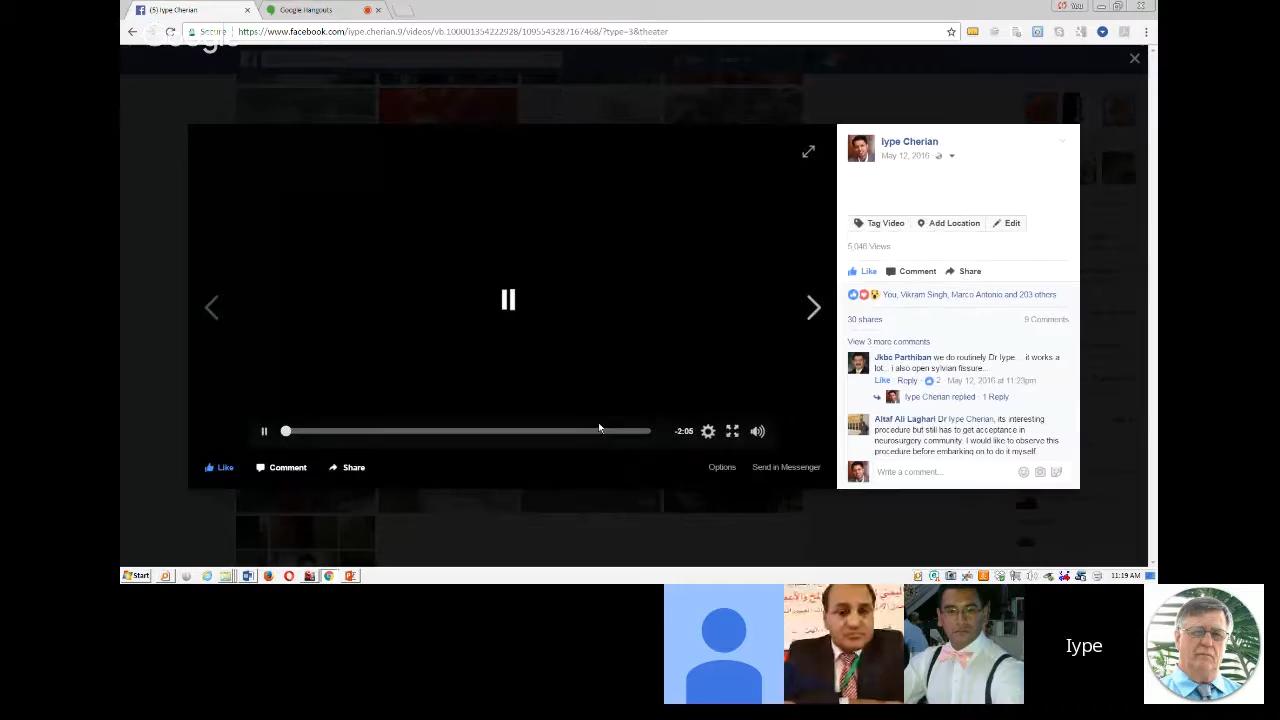 (5) Iype Cherian
Google Hangouts
You
Secure
https://www.facebook.com/iype.cherian.9/videos/vb.100001354222928/1095543287167468/?type=3&theater
Google
Iype Cherian
May 12, 2016
Tag Video
Add Location
Edit
5,046 Views
Like
Comment
Share
You, Vikram Singh, Marco Antonio and 203 others
30 shares
9 Comments
View 3 more comments
Jkbc Parthiban we do routinely Dr Iype.... it works a
lot... i also open sylvian fissure...
Like · Reply · 2 · May 12, 2016 at 11:23pm
Iype Cherian replied · 1 Reply
Altaf Ali Laghari Dr Iype Cherian, its interesting
procedure but still has to get acceptance in
neurosurgery community. I would like to observe this
procedure before embarking on to do it myself.
Write a comment...
-2:05
Like
Comment
Share
Options
Send in Messenger
Start
11:19 AM
Iype